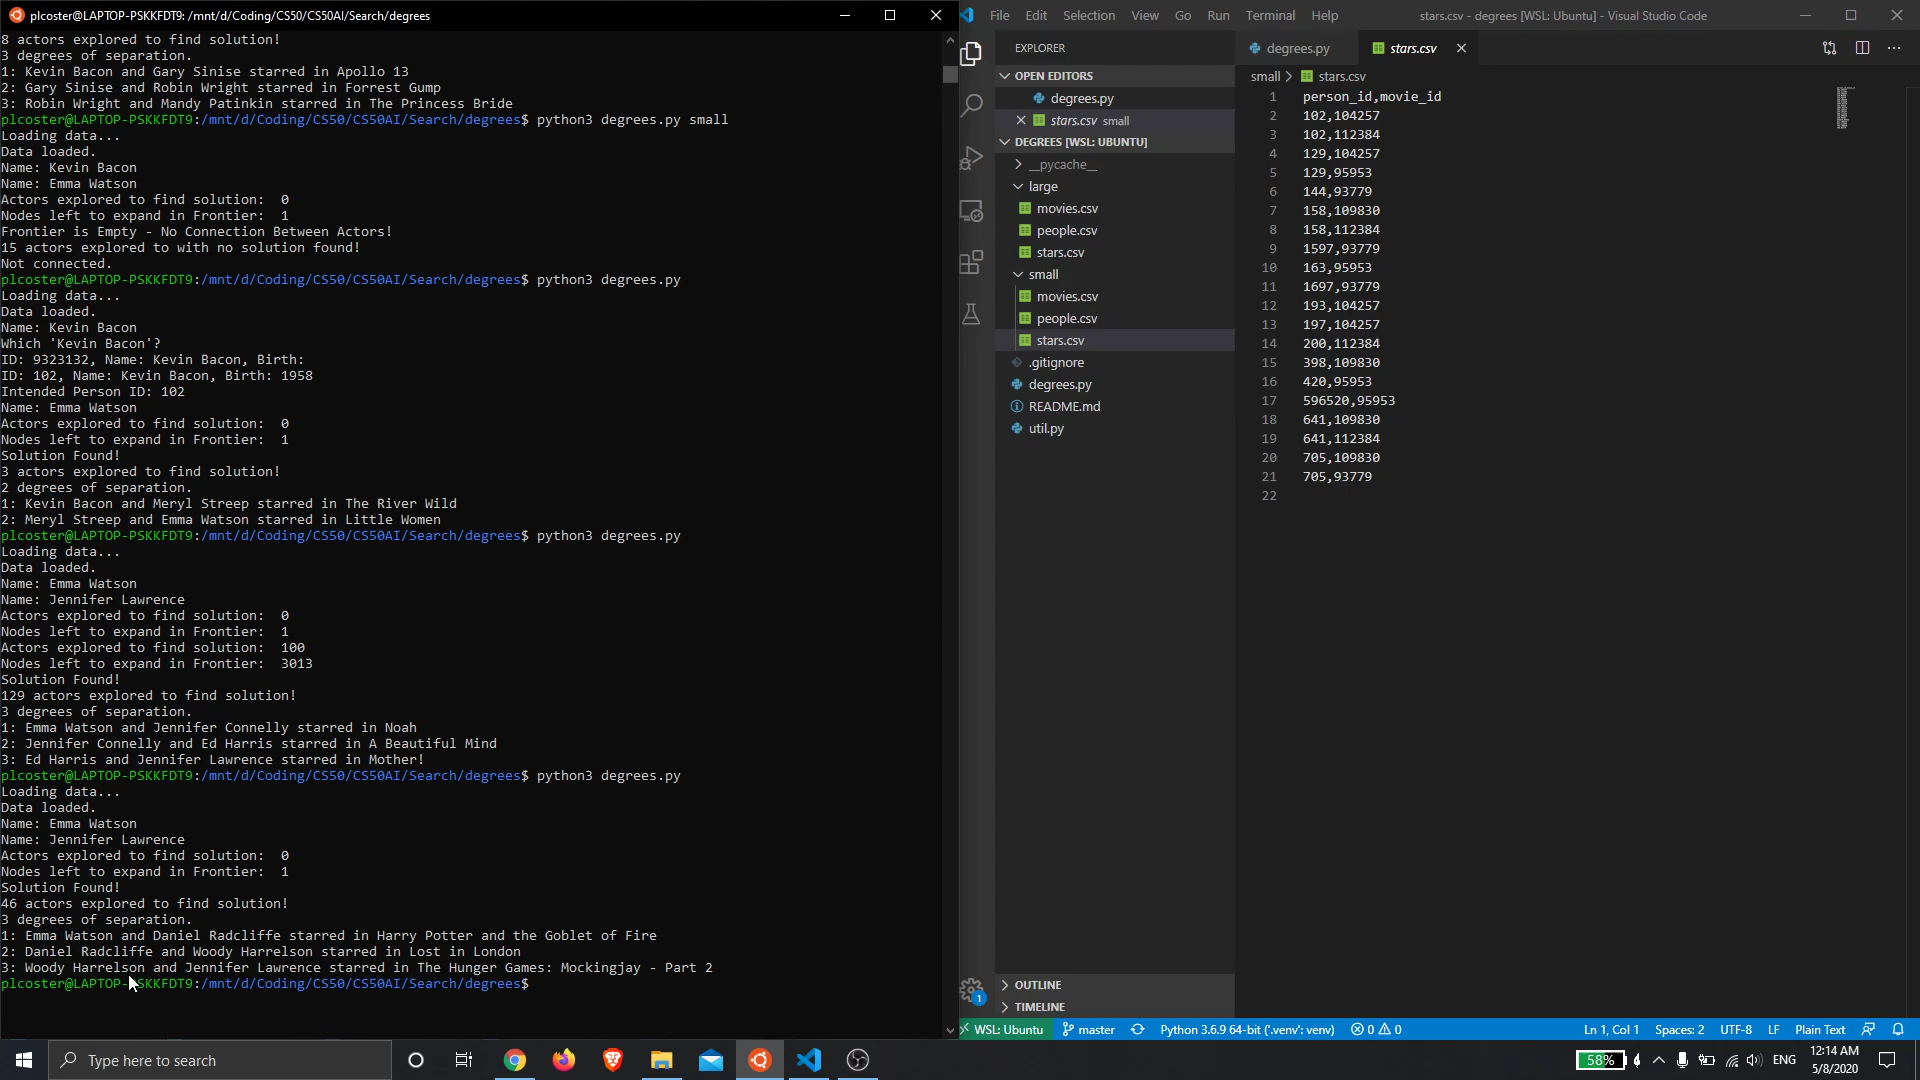 plcoster@LAPTOP-PSKKFDT9: /mnt/d/Coding/CS50/CS50AI/Search/degrees
8 actors explored to find solution!
3 degrees of separation.
1: Kevin Bacon and Gary Sinise starred in Apollo 13
2: Gary Sinise and Robin Wright starred in Forrest Gump
3: Robin Wright and Mandy Patinkin starred in The Princess Bride
plcoster@LAPTOP-PSKKFDT9:/mnt/d/Coding/CS50/CS50AI/Search/degrees$ python3 degrees.py small
Loading data...
Data loaded.
Name: Kevin Bacon
Name: Emma Watson
Actors explored to find solution:  0
Nodes left to expand in Frontier:  1
Frontier is Empty - No Connection Between Actors!
15 actors explored to with no solution found!
Not connected.
plcoster@LAPTOP-PSKKFDT9:/mnt/d/Coding/CS50/CS50AI/Search/degrees$ python3 degrees.py
Loading data...
Data loaded.
Name: Kevin Bacon
Which 'Kevin Bacon'?
ID: 9323132, Name: Kevin Bacon, Birth:
ID: 102, Name: Kevin Bacon, Birth: 1958
Intended Person ID: 102
Name: Emma Watson
Actors explored to find solution:  0
Nodes left to expand in Frontier:  1
Solution Found!
3 actors explored to find solution!
2 degrees of separation.
1: Kevin Bacon and Meryl Streep starred in The River Wild
2: Meryl Streep and Emma Watson starred in Little Women
plcoster@LAPTOP-PSKKFDT9:/mnt/d/Coding/CS50/CS50AI/Search/degrees$ python3 degrees.py
Loading data...
Data loaded.
Name: Emma Watson
Name: Jennifer Lawrence
Actors explored to find solution:  0
Nodes left to expand in Frontier:  1
Actors explored to find solution:  100
Nodes left to expand in Frontier:  3013
Solution Found!
129 actors explored to find solution!
3 degrees of separation.
1: Emma Watson and Jennifer Connelly starred in Noah
2: Jennifer Connelly and Ed Harris starred in A Beautiful Mind
3: Ed Harris and Jennifer Lawrence starred in Mother!
plcoster@LAPTOP-PSKKFDT9:/mnt/d/Coding/CS50/CS50AI/Search/degrees$ python3 degrees.py
Loading data...
Data loaded.
Name: Emma Watson
Name: Jennifer Lawrence
Actors explored to find solution:  0
Nodes left to expand in Frontier:  1
Solution Found!
46 actors explored to find solution!
3 degrees of separation.
1: Emma Watson and Daniel Radcliffe starred in Harry Potter and the Goblet of Fire
2: Daniel Radcliffe and Woody Harrelson starred in Lost in London
3: Woody Harrelson and Jennifer Lawrence starred in The Hunger Games: Mockingjay - Part 2
plcoster@LAPTOP-PSKKFDT9:/mnt/d/Coding/CS50/CS50AI/Search/degrees$
File Edit Selection View Go Run Terminal Help
stars.csv - degrees [WSL: Ubuntu] - Visual Studio Code
EXPLORER
OPEN EDITORS
degrees.py
stars.csv small
DEGREES [WSL: UBUNTU]
__pycache__
large
movies.csv
people.csv
stars.csv
small
movies.csv
people.csv
stars.csv
.gitignore
degrees.py
README.md
util.py
OUTLINE
TIMELINE
1
degrees.py
stars.csv
small > stars.csv
1 person_id,movie_id
2 102,104257
3 102,112384
4 129,104257
5 129,95953
6 144,93779
7 158,109830
8 158,112384
9 1597,93779
10 163,95953
11 1697,93779
12 193,104257
13 197,104257
14 200,112384
15 398,109830
16 420,95953
17 596520,95953
18 641,109830
19 641,112384
20 705,109830
21 705,93779
22
WSL: Ubuntu master Python 3.6.9 64-bit ('.venv': venv) 0 0 Ln 1, Col 1 Spaces: 2 UTF-8 LF Plain Text
Type here to search
58%
ENG
12:14 AM
5/8/2020